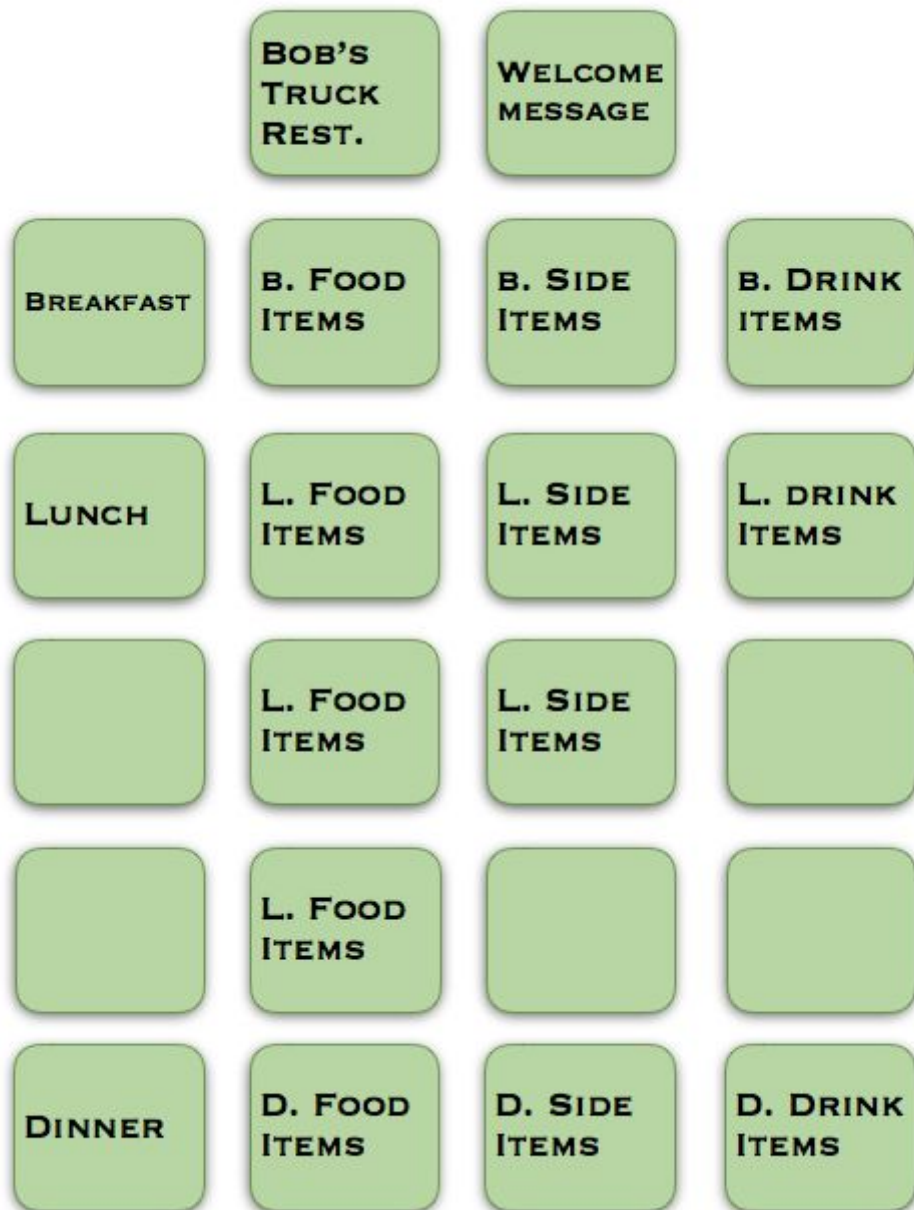 Bob's
Truck
Rest.
Welcome
message
Breakfast
b. Food
Items
b. Side
Items
b. Drink
items
Lunch
L. Food
Items
L. Side
Items
L. drink
Items
L. Food
Items
L. Side
Items
L. Food
Items
Dinner
D. Food
Items
D. Side
Items
D. Drink
Items